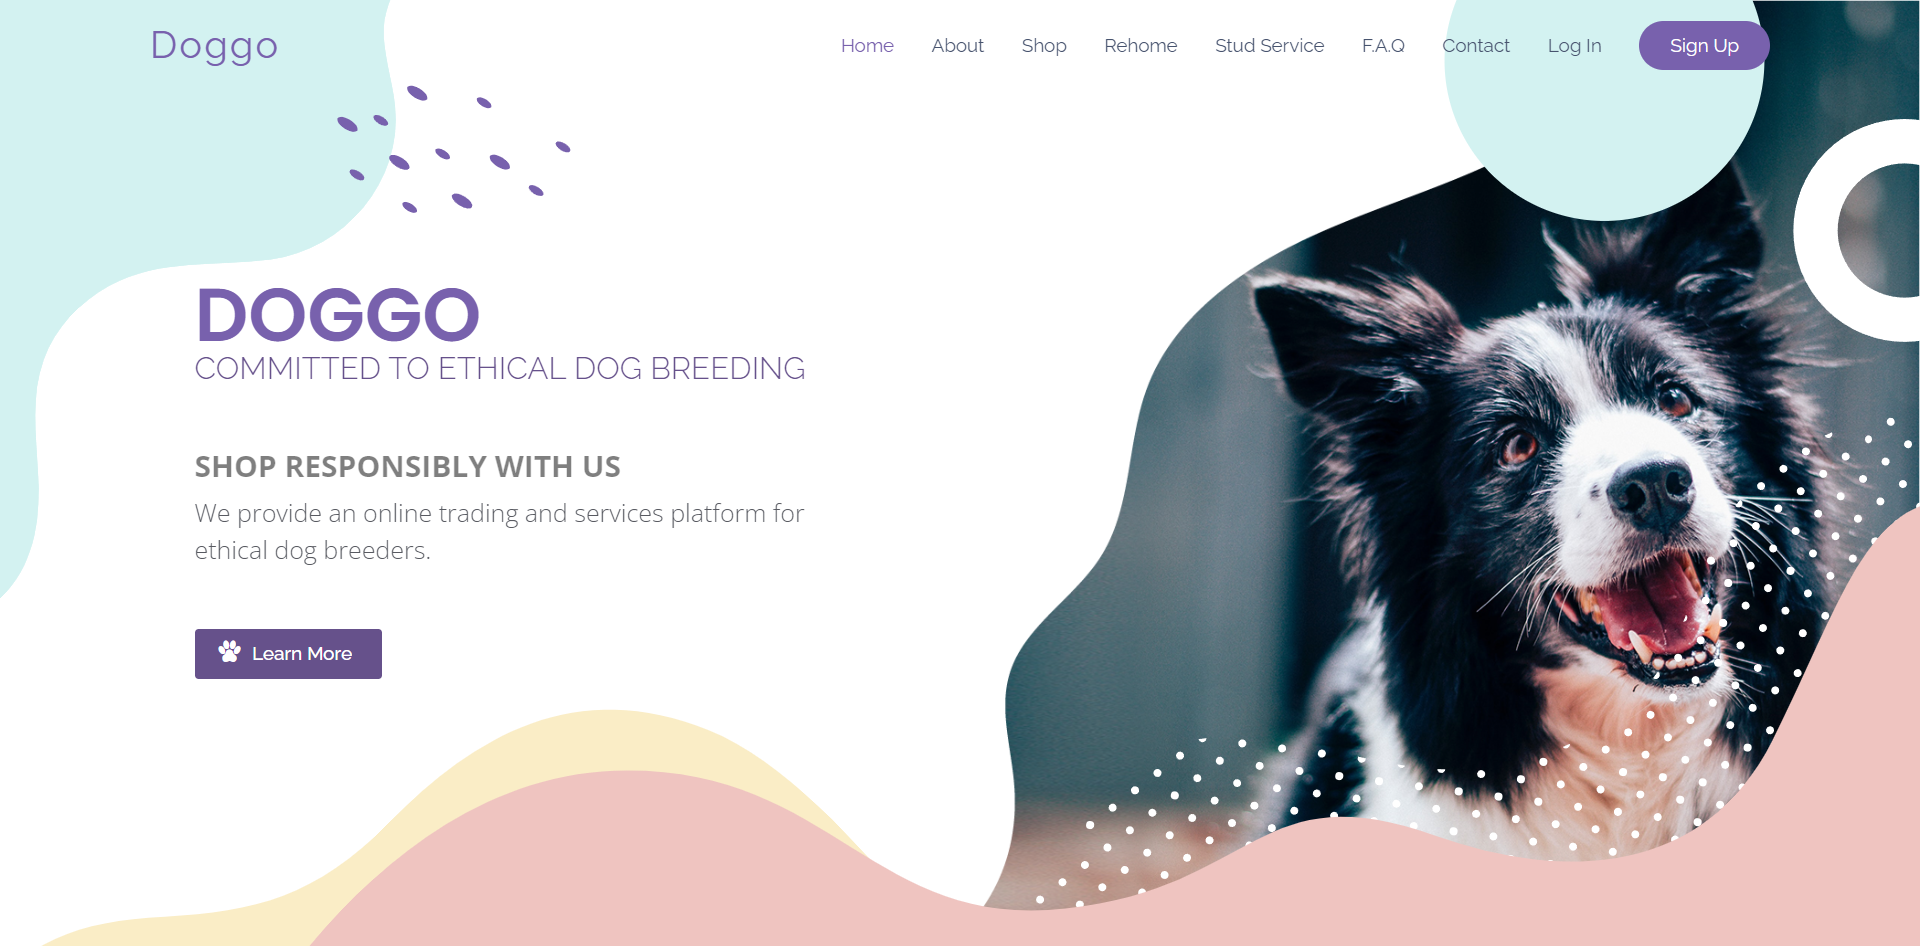 Doggo
Home About Shop Rehome Stud Service F.A.Q Contact Log In Sign Up
DOGGO
COMMITTED TO ETHICAL DOG BREEDING
SHOP RESPONSIBLY WITH US
We provide an online trading and services platform for
ethical dog breeders.
Learn More